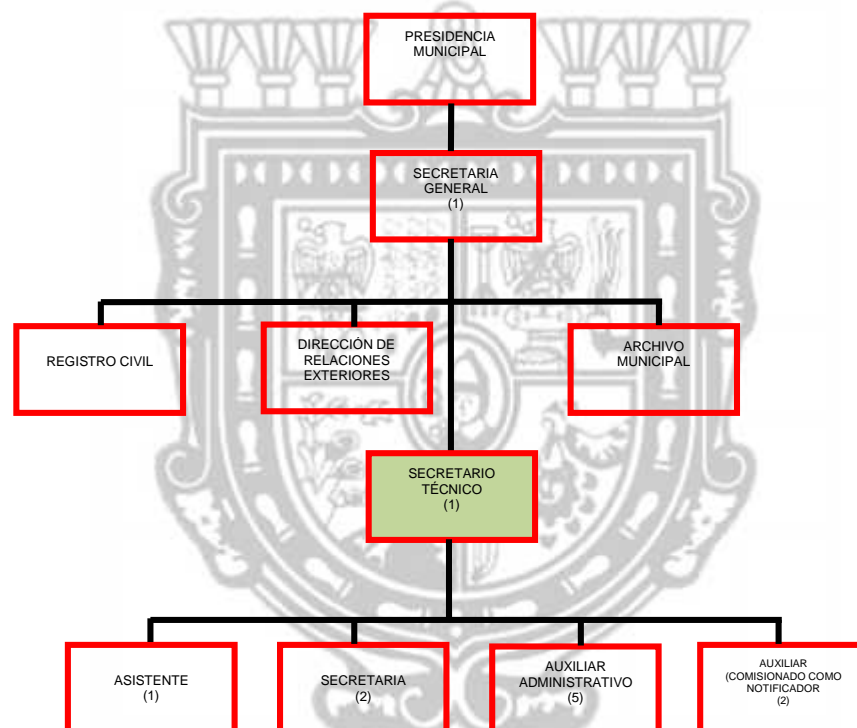 PRESIDENCIA
MUNICIPAL
SECRETARIA
GENERAL
(1)
REGISTRO CIVIL
DIRECCIÓN DE
RELACIONES
EXTERIORES
ARCHIVO
MUNICIPAL
SECRETARIO
TÉCNICO
(1)
ASISTENTE
(1)
SECRETARIA
(2)
AUXILIAR
ADMINISTRATIVO
(5)
AUXILIAR
(COMISIONADO COMO
NOTIFICADOR
(2)